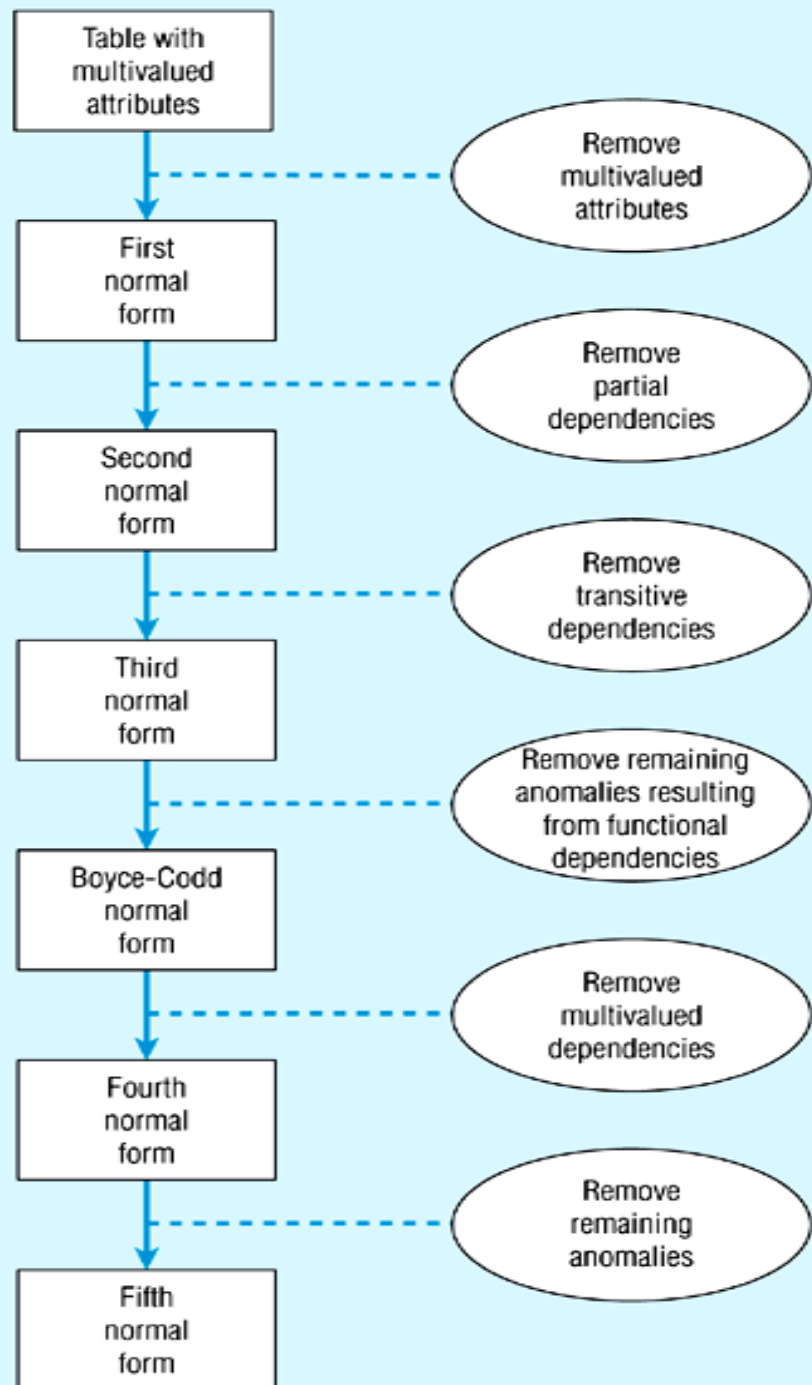 Table with
multivalued
attributes
Remove
multivalued
attributes
First
normal
form
Remove
partial
dependencies
Second
normal
form
Remove
transitive
dependencies
Third
normal
form
Remove remaining
anomalies resulting
from functional
dependencies
Boyce-Codd
normal
form
Remove
multivalued
dependencies
Fourth
normal
form
Remove
remaining
anomalies
Fifth
normal
form